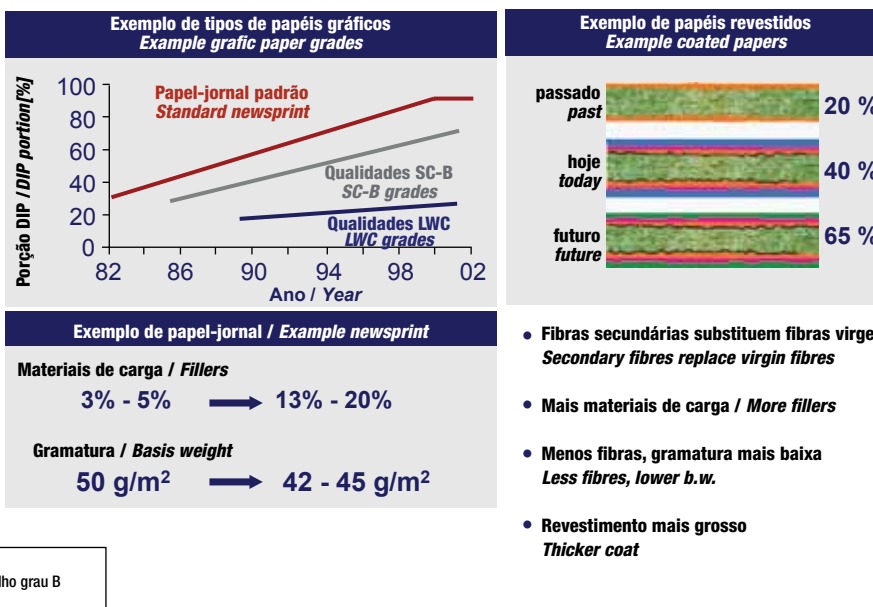 Exemplo de tipos de papéis gráficos
Example grafic paper grades
Porção DIP / DIP portion[%]
100
80
60
40
20
0
Papel-jornal padrão
Standard newsprint
Qualidades SC-B
SC-B grades
Qualidades LWC
LWC grades
82 86 90 94 98 02
Ano / Year
Exemplo de papéis revestidos
Example coated papers
passado
past
20 %
hoje
today
40 %
futuro
future
65 %
Exemplo de papel-jornal / Example newsprint
Materiais de carga / Fillers
3% - 5% 13% - 20%
Gramatura / Basis weight
50 g/m² 42 - 45 g/m²
• Fibras secundárias substituem fibras virge
Secondary fibres replace virgin fibres
• Mais materiais de carga / More fillers
• Menos fibras, gramatura mais baixa
Less fibres, lower b.w.
• Revestimento mais grosso
Thicker coat
lho grau B